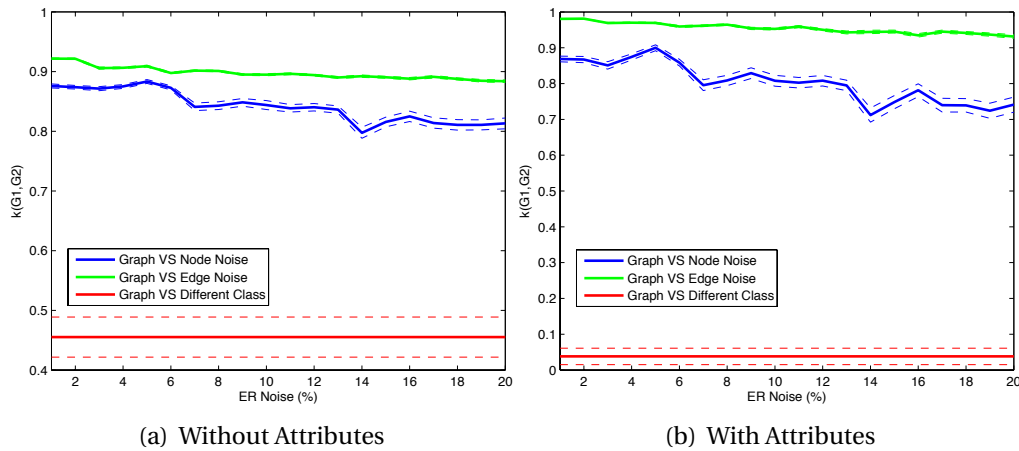 1
0.9
0.8
0.7
0.6
0.5
0.4
k(G1,G2)
Graph VS Node Noise
Graph VS Edge Noise
Graph VS Different Class
2 4 6 8 10 12 14 16 18 20
ER Noise (%)
(a) Without Attributes
1
0.9
0.8
0.7
0.6
0.5
0.4
0.3
0.2
0.1
0
k(G1,G2)
Graph VS Node Noise
Graph VS Edge Noise
Graph VS Different Class
2 4 6 8 10 12 14 16 18 20
ER Noise (%)
(b) With Attributes